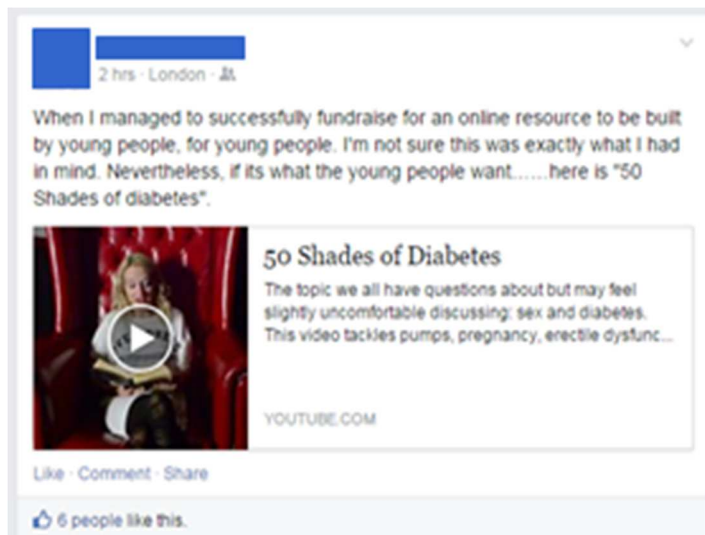 2 hrs · London ·
When I managed to successfully fundraise for an online resource to be built
by young people, for young people. I'm not sure this was exactly what I had
in mind. Nevertheless, if its what the young people want......here is "50
Shades of diabetes".
50 Shades of Diabetes
The topic we all have questions about but may feel
slightly uncomfortable discussing: sex and diabetes.
This video tackles pumps, pregnancy, erectile dysfunc...
YOUTUBE.COM
Like · Comment · Share
6 people like this.